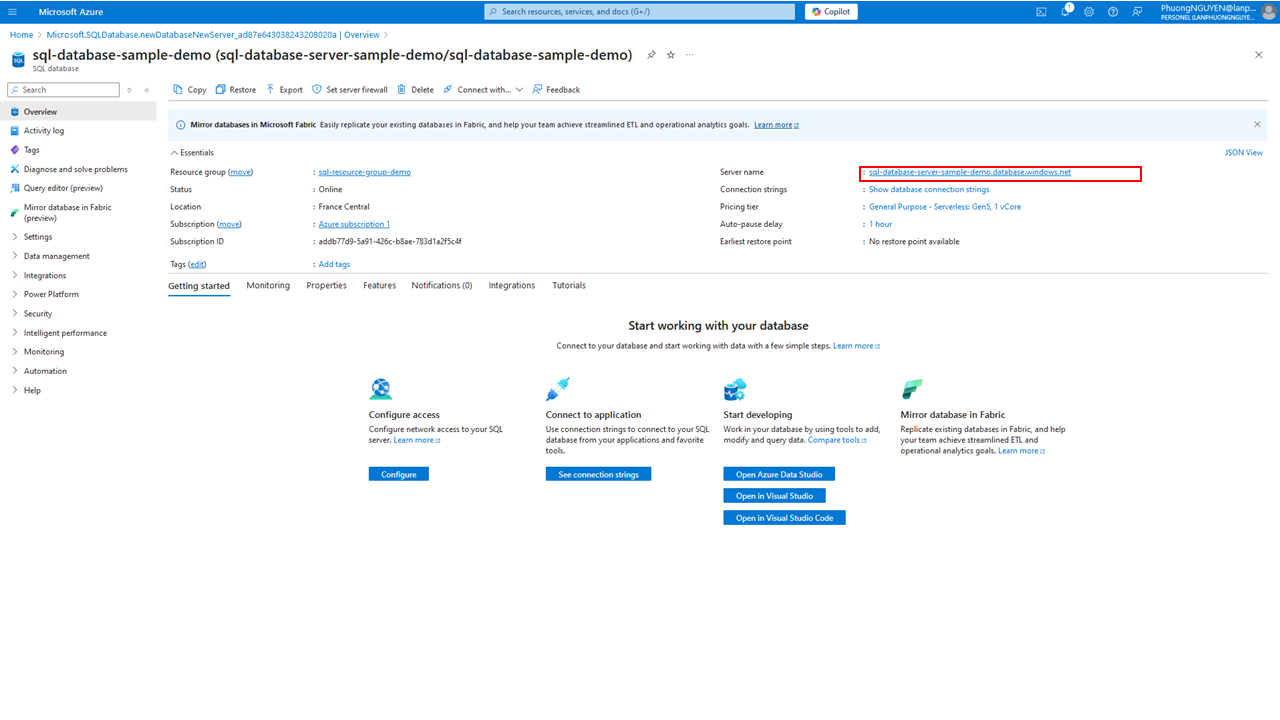 Microsoft Azure
Search resources, services, and docs (G+/)
Copilot
1
PhuongNGUYEN@lanp...
PERSONEL (LANPHUONGNGUYE...
Home > Microsoft.SQLDatabase.newDatabaseNewServer_ad87e643038243208020a | Overview >
SQL
sql-database-sample-demo (sql-database-server-sample-demo/sql-database-sample-demo)
SQL database
Search
Overview
Activity log
Tags
Diagnose and solve problems
Query editor (preview)
Mirror database in Fabric
(preview)
Settings
Data management
Integrations
Power Platform
Security
Intelligent performance
Monitoring
Automation
Help
Copy Restore Export Set server firewall Delete Connect with... Feedback
Mirror databases in Microsoft Fabric Easily replicate your existing databases in Fabric, and help your team achieve streamlined ETL and operational analytics goals. Learn more
Essentials
JSON View
Resource group (move) : sql-resource-group-demo
Status : Online
Location : France Central
Subscription (move) : Azure subscription 1
Subscription ID : addb77d9-5a91-426c-b8ae-783d1a2f5c4f
Server name : sql-database-server-sample-demo.database.windows.net
Connection strings : Show database connection strings
Pricing tier : General Purpose - Serverless: Gen5, 1 vCore
Auto-pause delay : 1 hour
Earliest restore point : No restore point available
Tags (edit) : Add tags
Getting started Monitoring Properties Features Notifications (0) Integrations Tutorials
Start working with your database
Connect to your database and start working with data with a few simple steps. Learn more
Configure access
Configure network access to your SQL
server. Learn more
Configure
Connect to application
Use connection strings to connect to your SQL
database from your applications and favorite
tools.
See connection strings
Start developing
Work in your database by using tools to add,
modify and query data. Compare tools
Open Azure Data Studio
Open in Visual Studio
Open in Visual Studio Code
Mirror database in Fabric
Replicate existing databases in Fabric, and help
your team achieve streamlined ETL and
operational analytics goals. Learn more